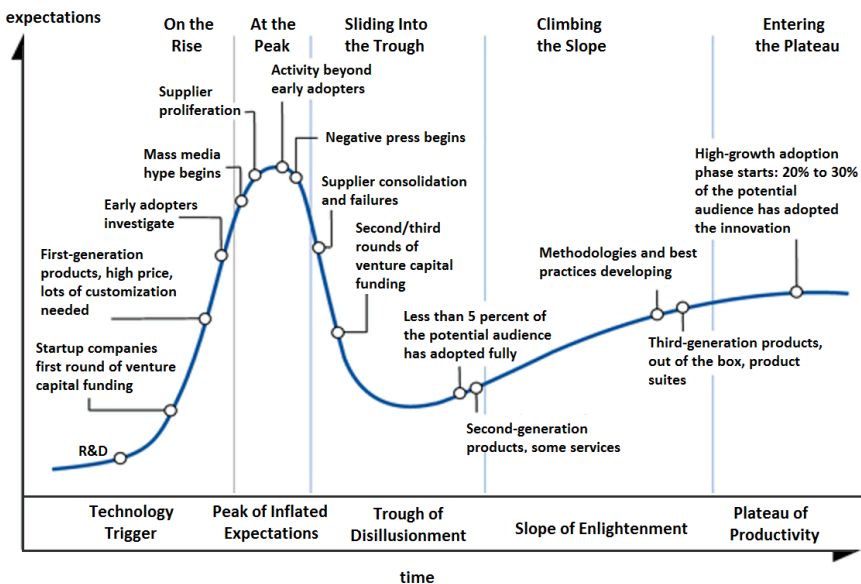 expectations
On the
Rise
At the
Peak
Sliding Into
the Trough
Climbing
the Slope
Entering
the Plateau
Activity beyond
early adopters
Supplier
proliferation
Negative press begins
Mass media
hype begins
Supplier consolidation
and failures
High-growth adoption
phase starts: 20% to 30%
of the potential
audience has adopted
the innovation
Early adopters
investigate
Second/third
rounds of
venture capital
funding
First-generation
products, high price,
lots of customization
needed
Methodologies and best
practices developing
Less than 5 percent of
the potential audience
has adopted fully
Startup companies
first round of venture
capital funding
Third-generation products,
out of the box, product
suites
R&D
Second-generation
products, some services
Technology
Trigger
Peak of Inflated
Expectations
Trough of
Disillusionment
Slope of Enlightenment
Plateau of
Productivity
time